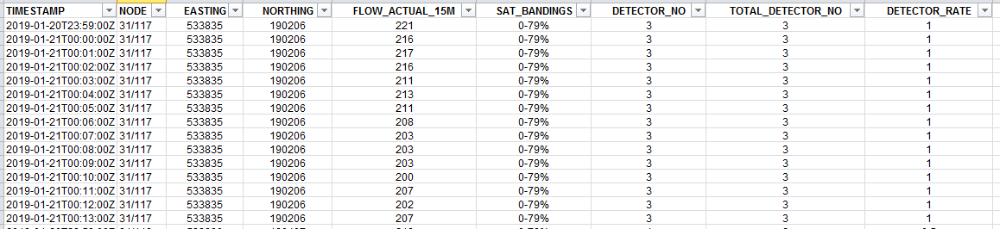 TIMESTAMP NODE EASTING NORTHING FLOW_ACTUAL_15M SAT_BANDINGS DETECTOR_NO TOTAL_DETECTOR_NO DETECTOR_RATE
2019-01-20T23:59:00Z 31/117 533835 190206 221 0-79% 3 3 1
2019-01-21T00:00:00Z 31/117 533835 190206 216 0-79% 3 3 1
2019-01-21T00:01:00Z 31/117 533835 190206 217 0-79% 3 3 1
2019-01-21T00:02:00Z 31/117 533835 190206 216 0-79% 3 3 1
2019-01-21T00:03:00Z 31/117 533835 190206 211 0-79% 3 3 1
2019-01-21T00:04:00Z 31/117 533835 190206 213 0-79% 3 3 1
2019-01-21T00:05:00Z 31/117 533835 190206 211 0-79% 3 3 1
2019-01-21T00:06:00Z 31/117 533835 190206 208 0-79% 3 3 1
2019-01-21T00:07:00Z 31/117 533835 190206 203 0-79% 3 3 1
2019-01-21T00:08:00Z 31/117 533835 190206 203 0-79% 3 3 1
2019-01-21T00:09:00Z 31/117 533835 190206 203 0-79% 3 3 1
2019-01-21T00:10:00Z 31/117 533835 190206 200 0-79% 3 3 1
2019-01-21T00:11:00Z 31/117 533835 190206 207 0-79% 3 3 1
2019-01-21T00:12:00Z 31/117 533835 190206 202 0-79% 3 3 1
2019-01-21T00:13:00Z 31/117 533835 190206 207 0-79% 3 3 1